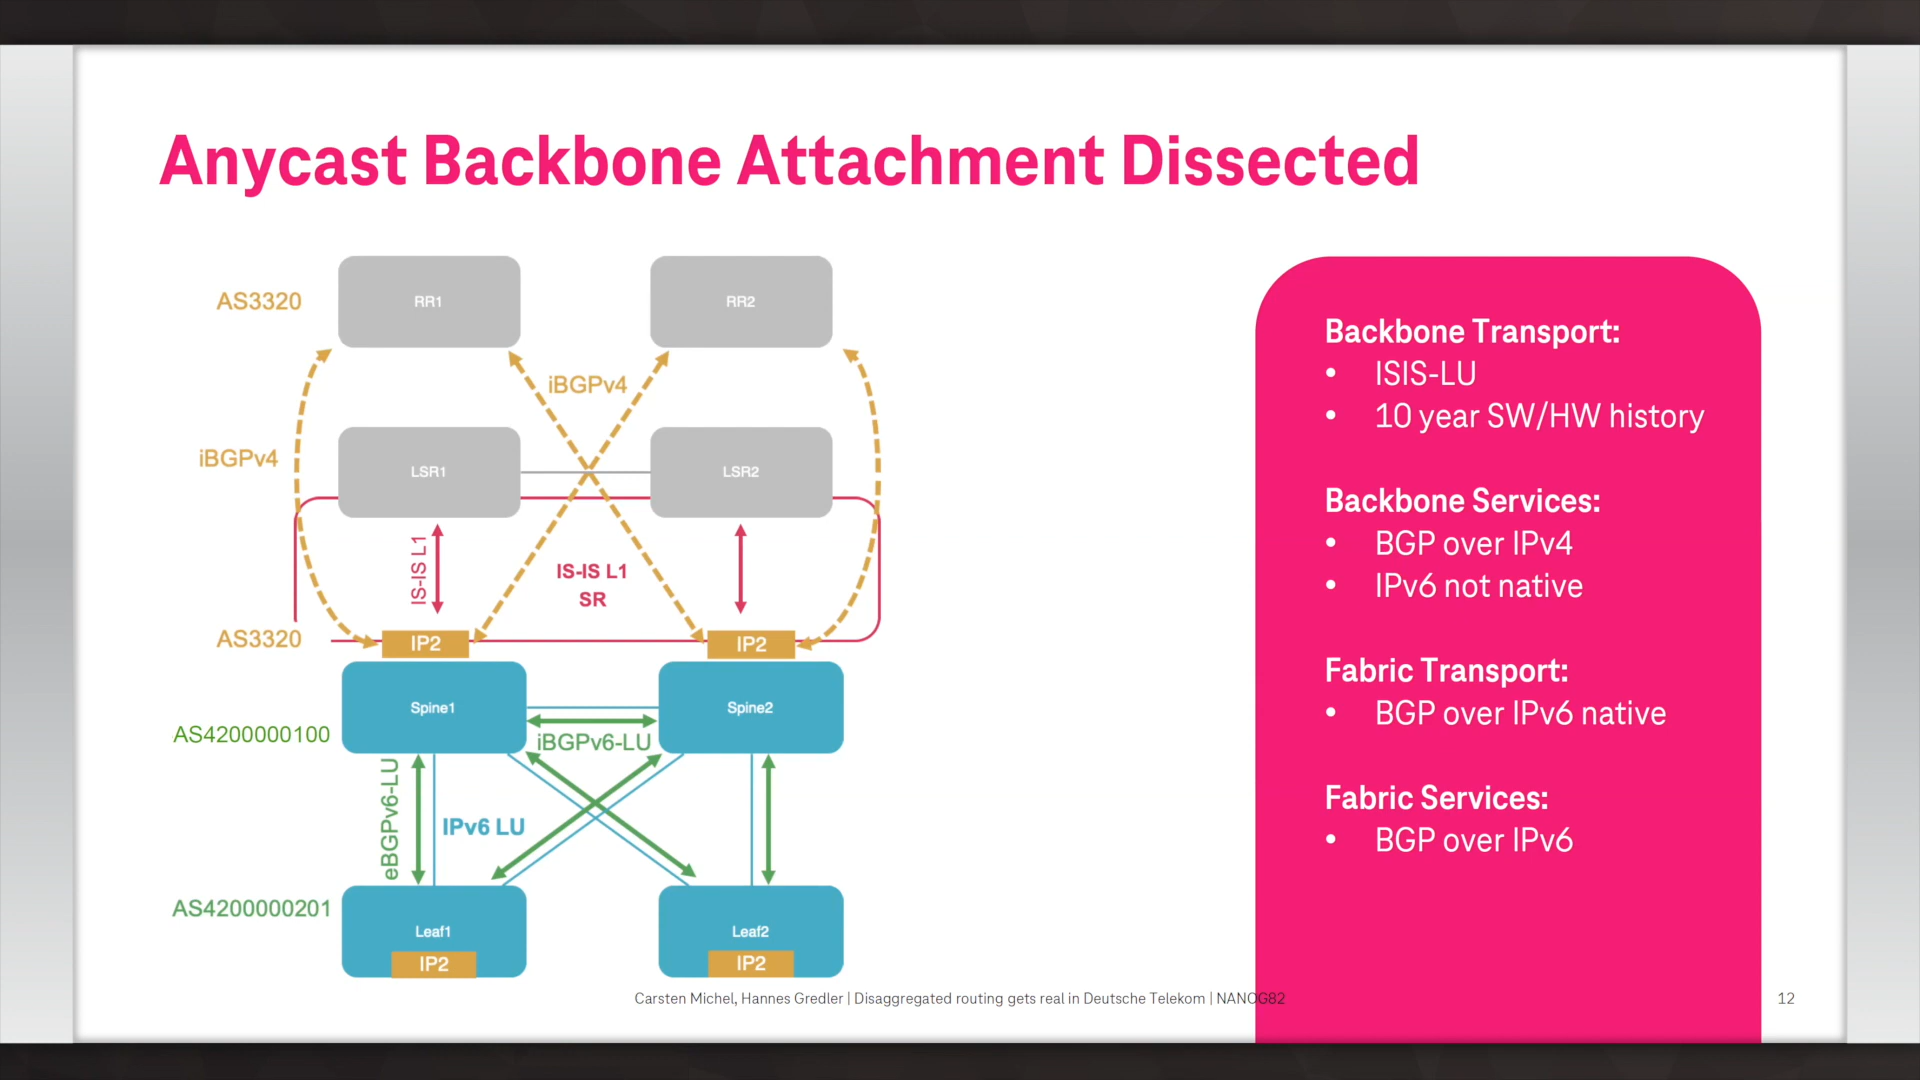 Anycast Backbone Attachment Dissected
AS3320
RR1
RR2
iBGPv4
iBGPv4
LSR1
LSR2
IS-IS L1
IS-IS L1
SR
AS3320
IP2
IP2
Spine1
Spine2
AS4200000100
iBGPv6-LU
eBGPv6-LU
IPv6 LU
AS4200000201
Leaf1
Leaf2
IP2
IP2
Backbone Transport:
• ISIS-LU
• 10 year SW/HW history
Backbone Services:
• BGP over IPv4
• IPv6 not native
Fabric Transport:
• BGP over IPv6 native
Fabric Services:
• BGP over IPv6
Carsten Michel, Hannes Gredler | Disaggregated routing gets real in Deutsche Telekom | NANOG82
12